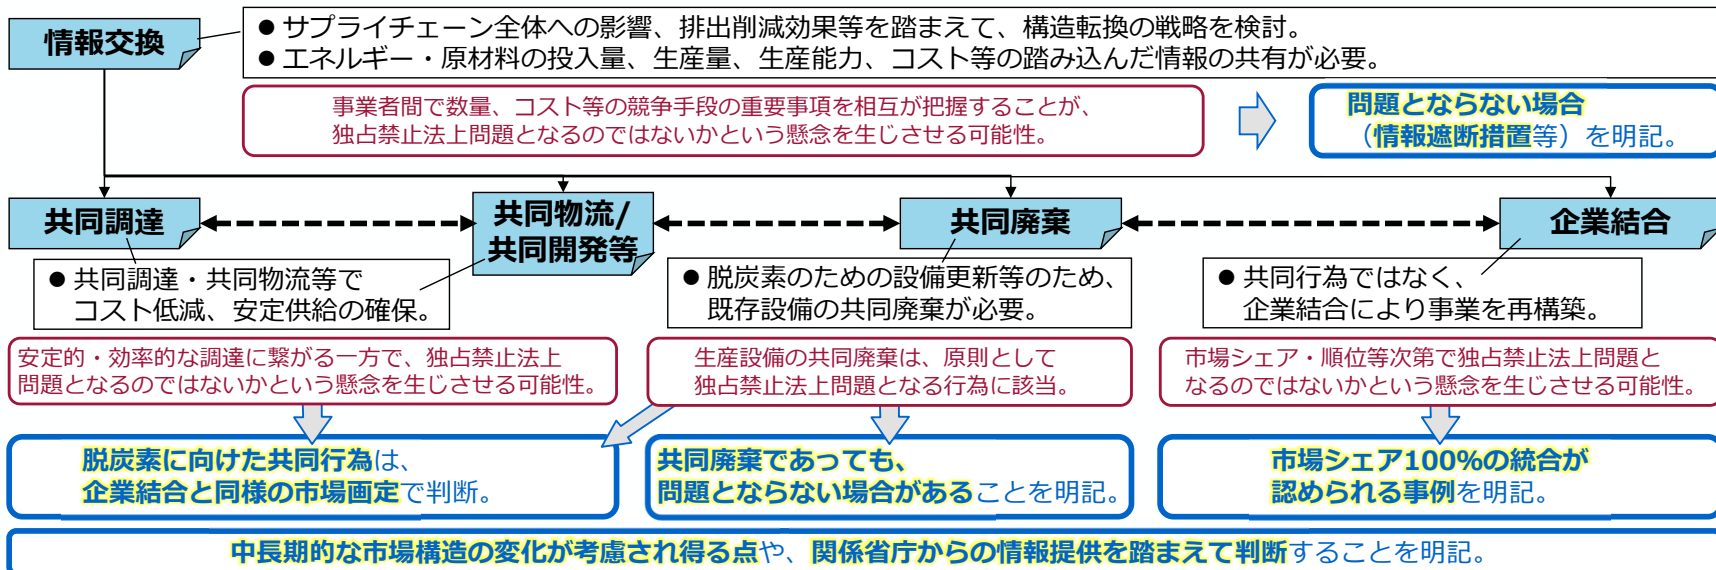 情報交換
● サプライチェーン全体への影響、排出削減効果等を踏まえて、構造転換の戦略を検討。
● エネルギー・原材料の投入量、生産量、生産能力、コスト等の踏み込んだ情報の共有が必要。
事業者間で数量、コスト等の競争手段の重要事項を相互が把握することが、
独占禁止法上問題となるのではないかという懸念を生じさせる可能性。
問題とならない場合
（情報遮断措置等）を明記。
共同調達
共同物流/
共同開発等
共同廃棄
企業結合
● 共同調達・共同物流等で
コスト低減、安定供給の確保。
● 脱炭素のための設備更新等のため、
既存設備の共同廃棄が必要。
● 共同行為ではなく、
企業結合により事業を再構築。
安定的・効率的な調達に繋がる一方で、独占禁止法上
問題となるのではないかという懸念を生じさせる可能性。
生産設備の共同廃棄は、原則として
独占禁止法上問題となる行為に該当。
市場シェア・順位等次第で独占禁止法上問題と
なるのではないかという懸念を生じさせる可能性。
脱炭素に向けた共同行為は、
企業結合と同様の市場画定で判断。
共同廃棄であっても、
問題とならない場合があることを明記。
市場シェア100%の統合が
認められる事例を明記。
中長期的な市場構造の変化が考慮され得る点や、関係省庁からの情報提供を踏まえて判断することを明記。